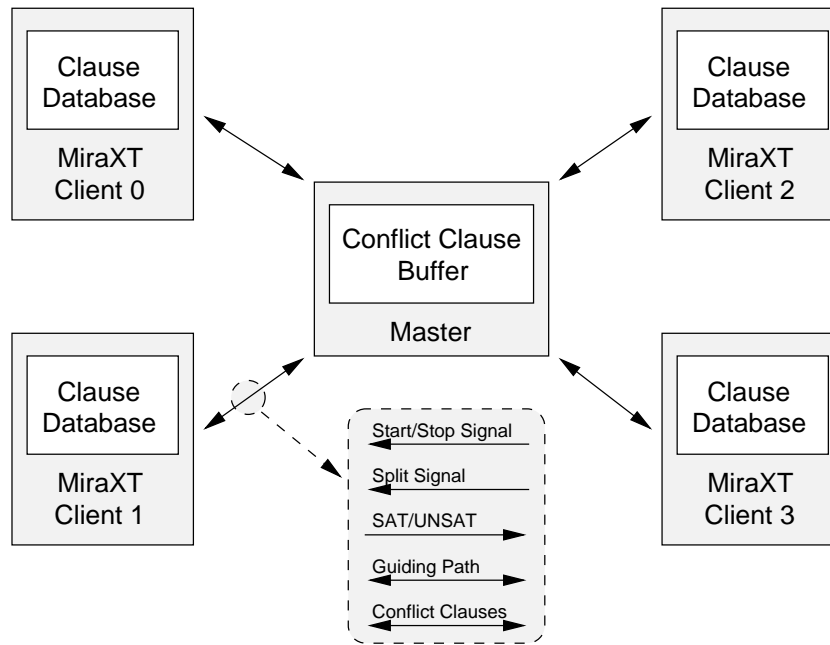 Clause
Database
MiraXT
Client 0
Clause
Database
MiraXT
Client 2
Conflict Clause
Buffer
Master
Clause
Database
MiraXT
Client 1
Start/Stop Signal
Split Signal
SAT/UNSAT
Guiding Path
Conflict Clauses
Clause
Database
MiraXT
Client 3